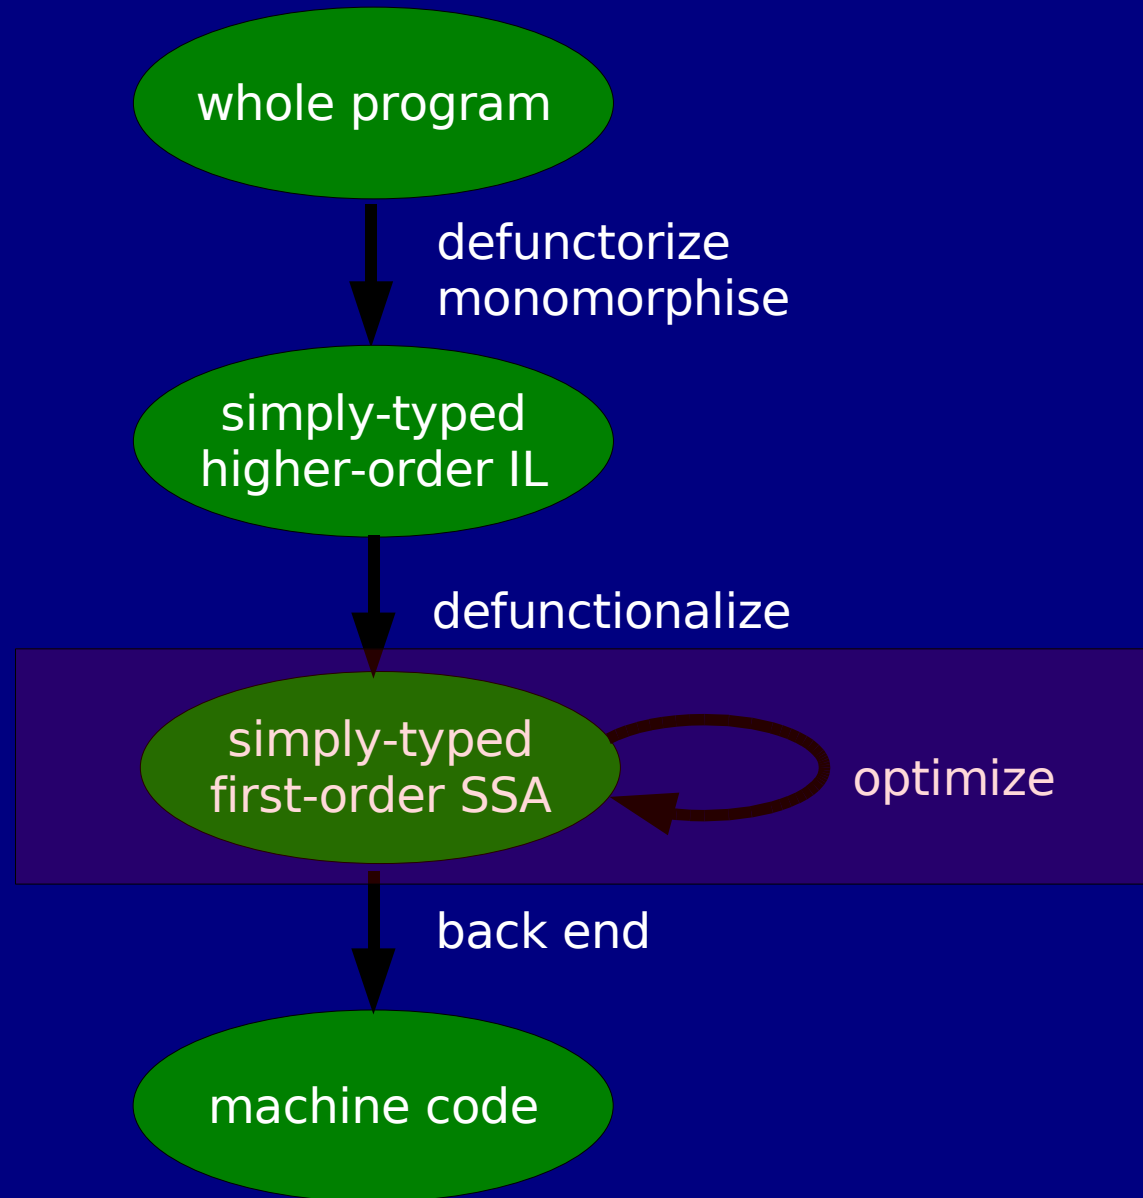 whole program
defunctorize
monomorphise
simply-typed
higher-order IL
defunctionalize
simply-typed
first-order SSA
optimize
back end
machine code